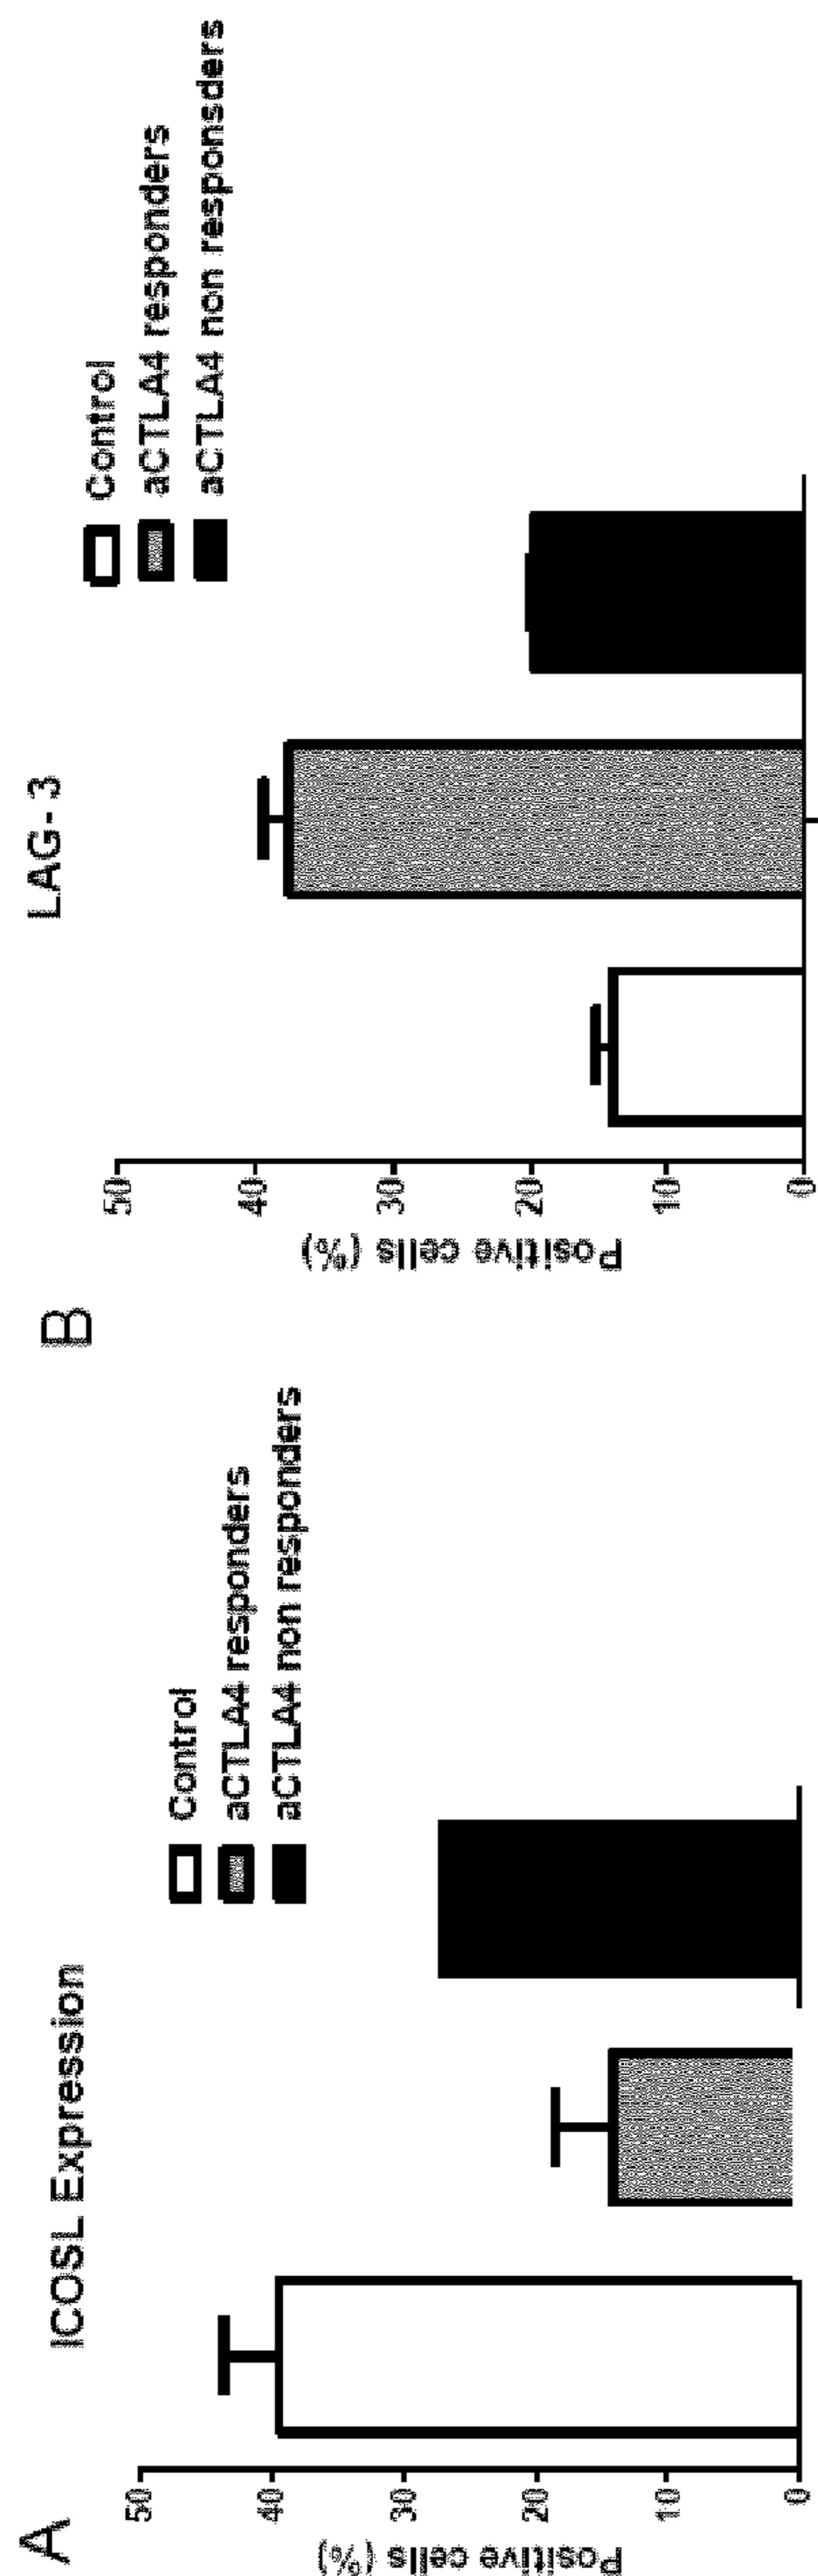 A
ICOSL Expression
Control
aCTLA4 responders
aCTLA4 non responders
Positive cells (%)
50
40
30
20
10
0
B
LAG-3
Control
aCTLA4 responders
aCTLA4 non responsders
Positive cells (%)
50
40
30
20
10
0